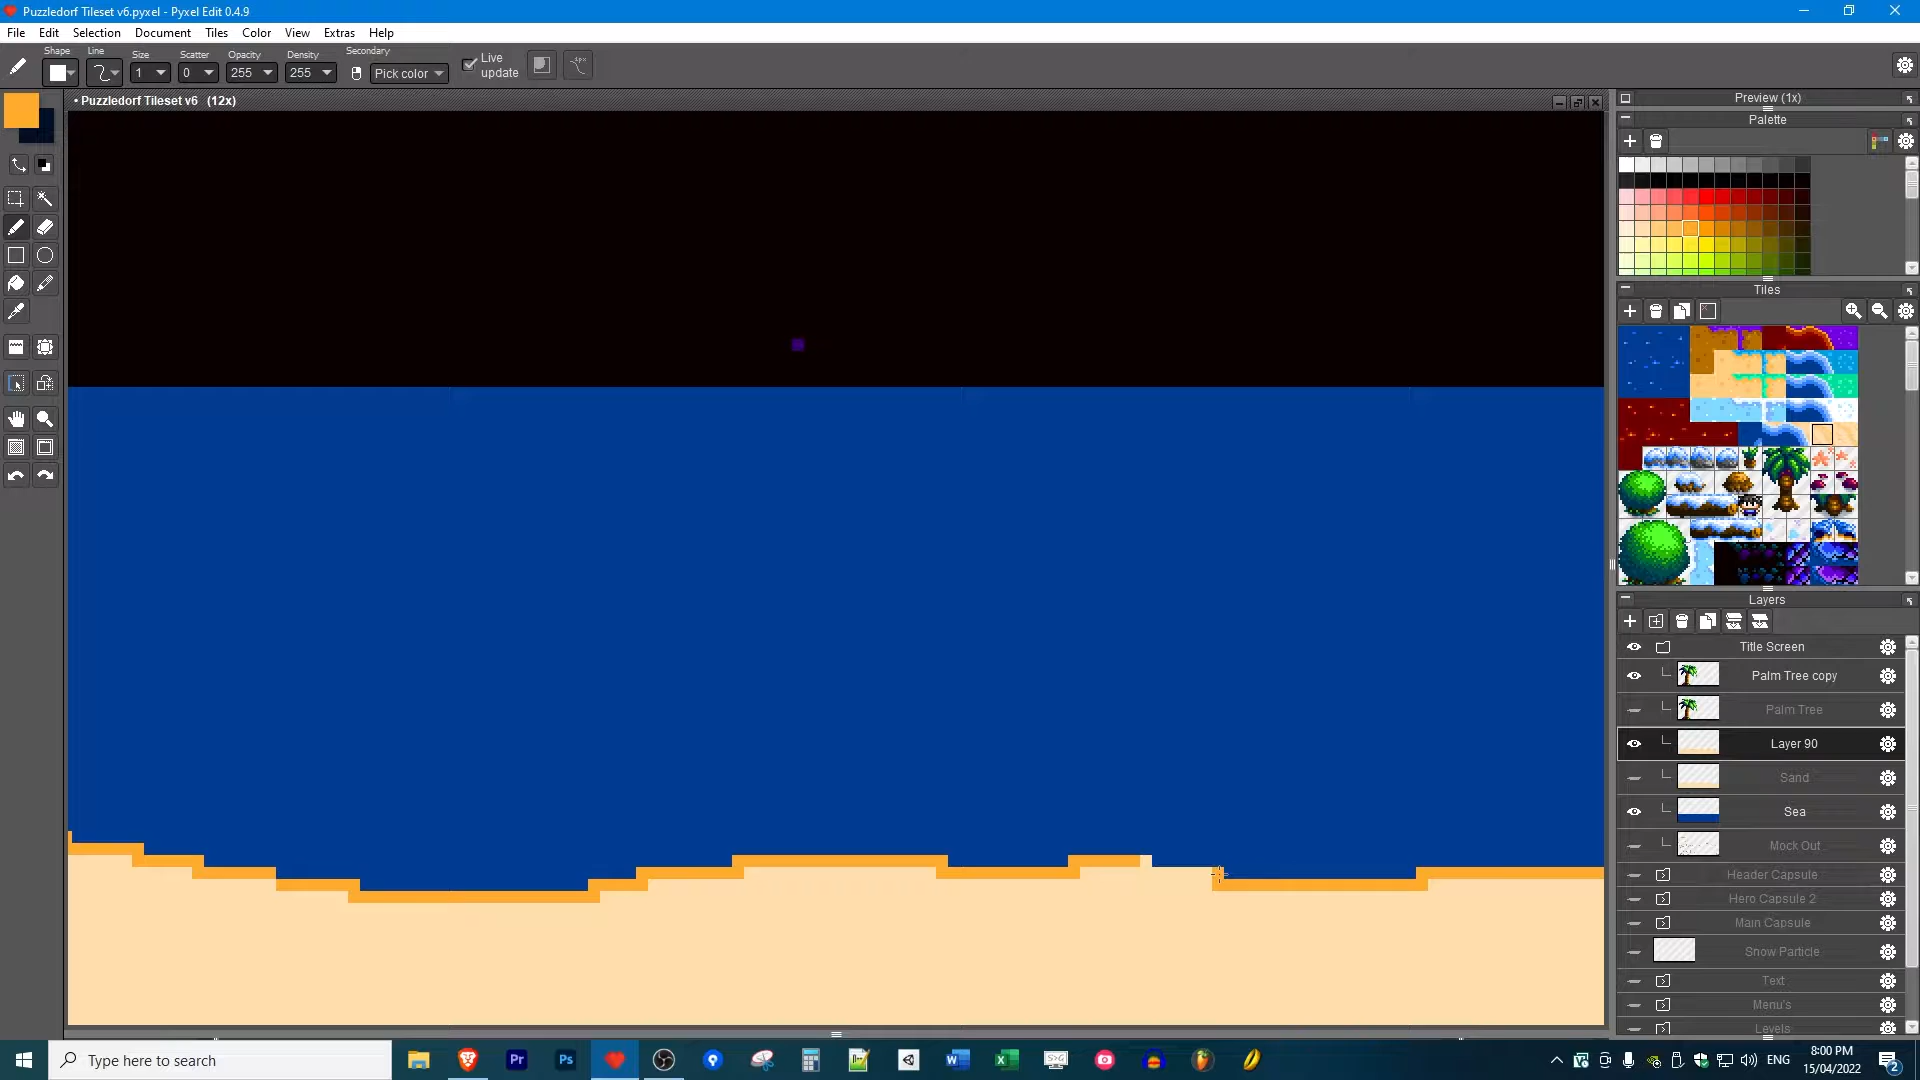 Puzzledorf Tileset v6.pyxel - Pyxel Edit 0.4.9
File Edit Selection Document Tiles Color View Extras Help
Shape Line Size Scatter Opacity Density Secondary
1 0 255 255 Pick color Live update
• Puzzledorf Tileset v6 (12x)
Preview (1x)
Palette
Tiles
Layers
Title Screen
Palm Tree copy
Palm Tree
Layer 90
Sand
Sea
Mock Out
Header Capsule
Hero Capsule 2
Main Capsule
Snow Particle
Text
Menu's
Levels
Type here to search
Pr
Ps
ENG
8:00 PM
15/04/2022
2